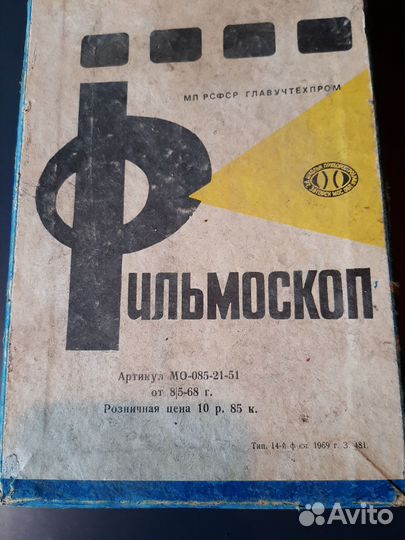 МП РСФСР ГЛАВУЧТЕХПРОМ
Фильмоскоп
Артикул МО-085-21-51
от 8/5-68 г.
Розничная цена 10 р. 85 к.
Тип. 14-й 1969 г. З. 481.
Avito